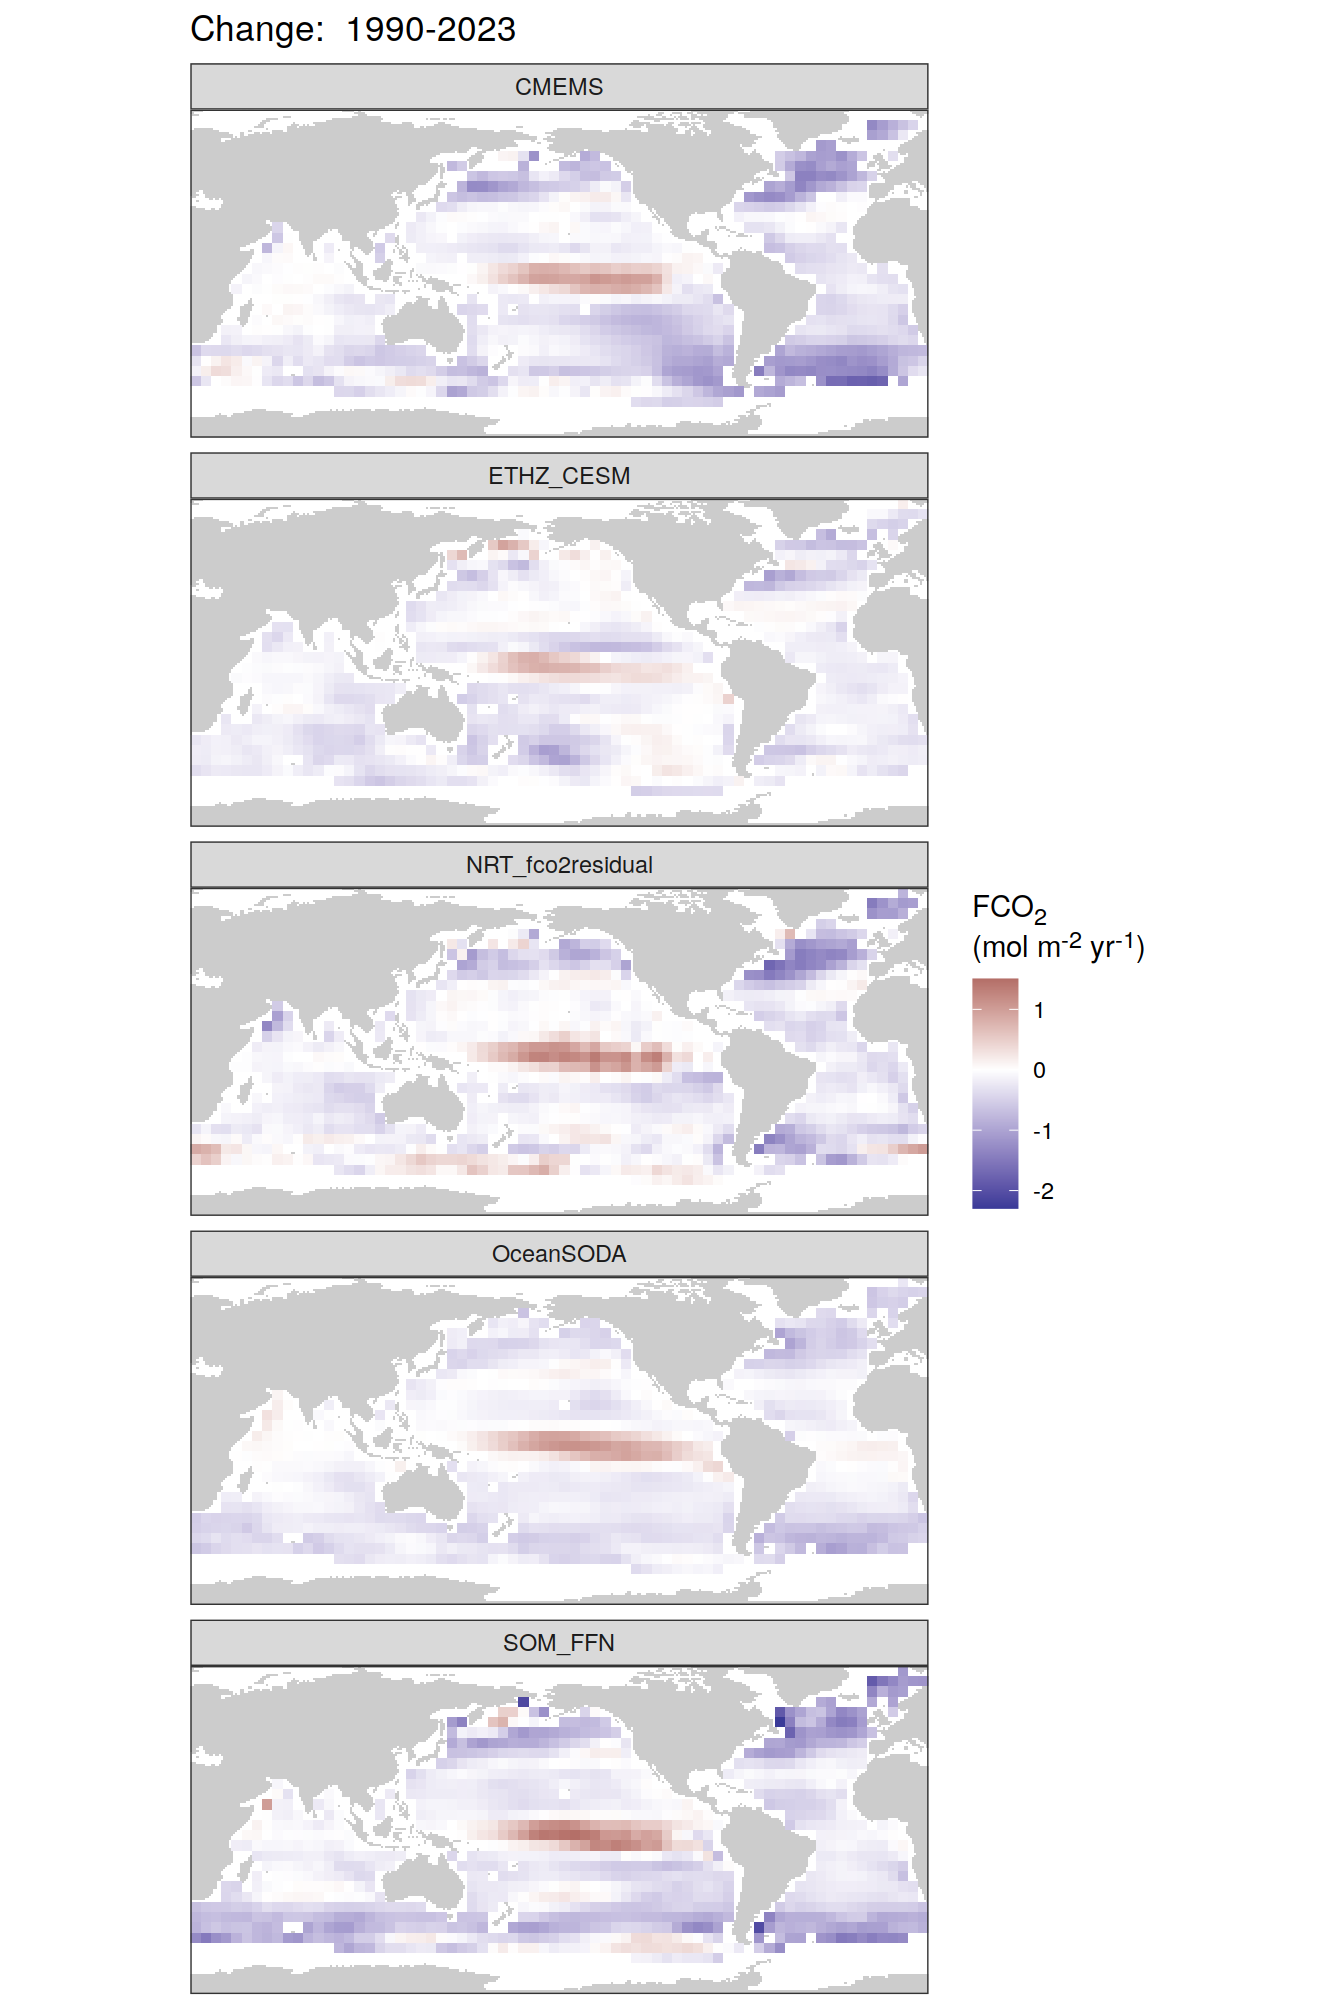 Change:  1990-2023
CMEMS
ETHZ_CESM
NRT_fco2residual
FCO₂
(mol m⁻² yr⁻¹)
1
0
-1
-2
OceanSODA
SOM_FFN